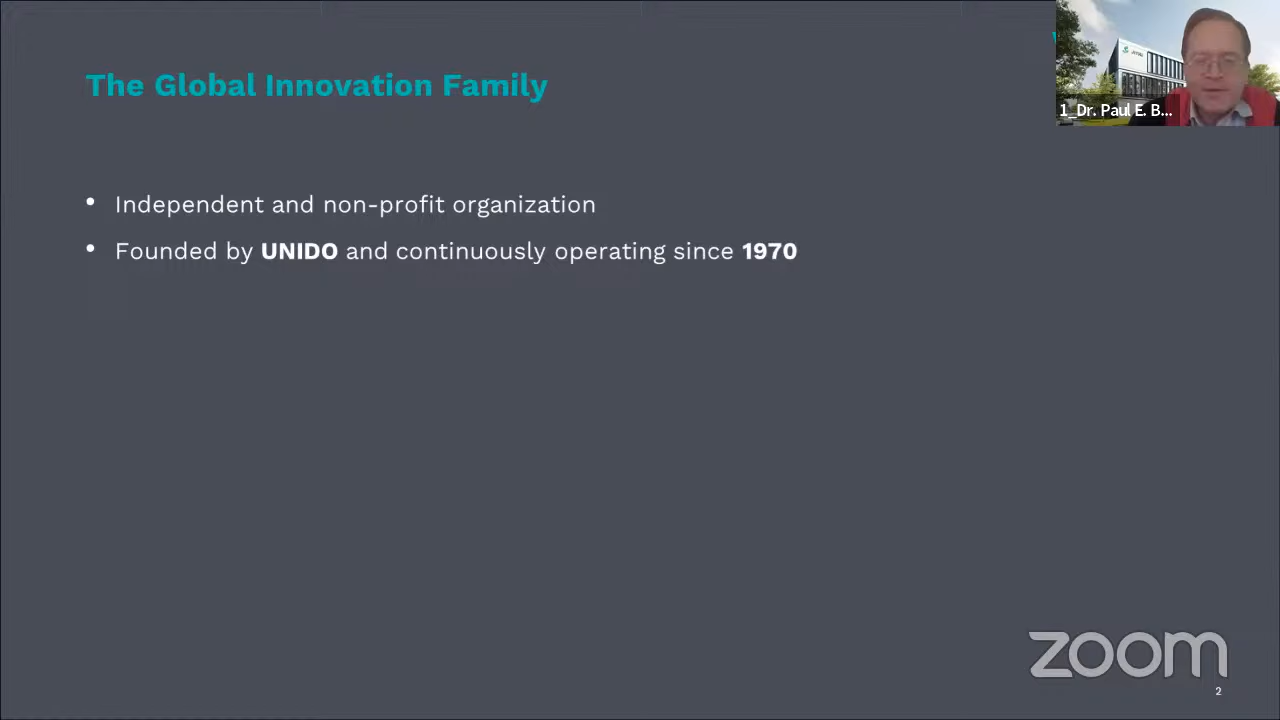 The Global Innovation Family
1_Dr. Paul E. B...
• Independent and non-profit organization
• Founded by UNIDO and continuously operating since 1970
zoom
2